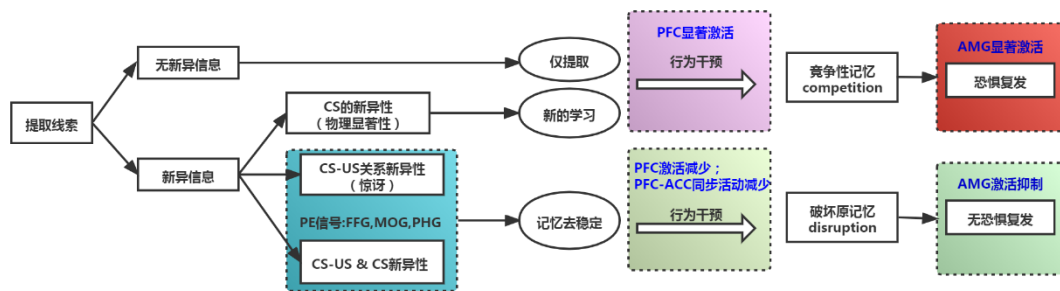 提取线索
无新异信息
新异信息
CS的新异性
（物理显著性）
CS-US关系新异性
（惊讶）
PE信号:FFG,MOG,PHG
CS-US & CS新异性
仅提取
新的学习
记忆去稳定
PFC显著激活
行为干预
PFC激活减少；
PFC-ACC同步活动减少
行为干预
竞争性记忆
competition
破坏原记忆
disruption
AMG显著激活
恐惧复发
AMG激活抑制
无恐惧复发